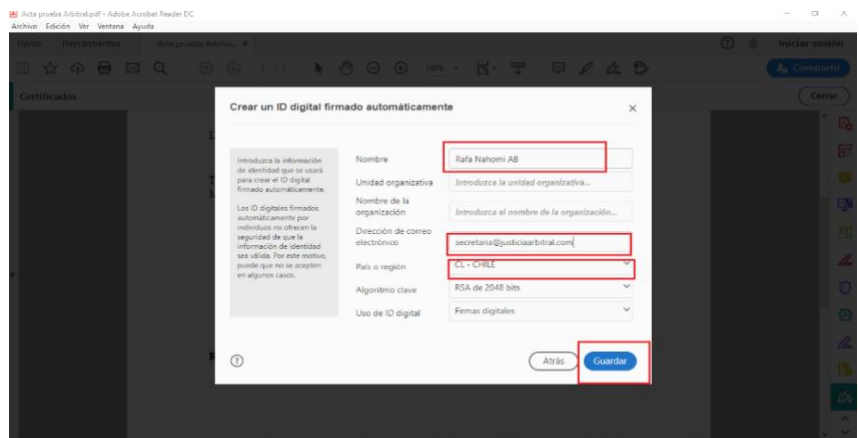 Acta prueba Arbitral.pdf - Adobe Acrobat Reader DC
Archivo Edición Ver Ventana Ayuda
Inicio Herramientas Acta prueba Arbitra... × Iniciar sesión
1 / 1 100% Compartir
Certificados Cerrar
Crear un ID digital firmado automáticamente ×
Introduzca la información
de identidad que se usará
para crear el ID digital
firmado automáticamente.
Los ID digitales firmados
automáticamente por
individuos no ofrecen la
seguridad de que la
información de identidad
sea válida. Por este motivo,
puede que no se acepten
en algunos casos.
Nombre Rafa Nahomi AB
Unidad organizativa Introduzca la unidad organizativa...
Nombre de la
organización Introduzca el nombre de la organización...
Dirección de correo
electrónico secretaria@justiciaarbitral.com
País o región CL - CHILE
Algoritmo clave RSA de 2048 bits
Uso de ID digital Firmas digitales
? Atrás Guardar